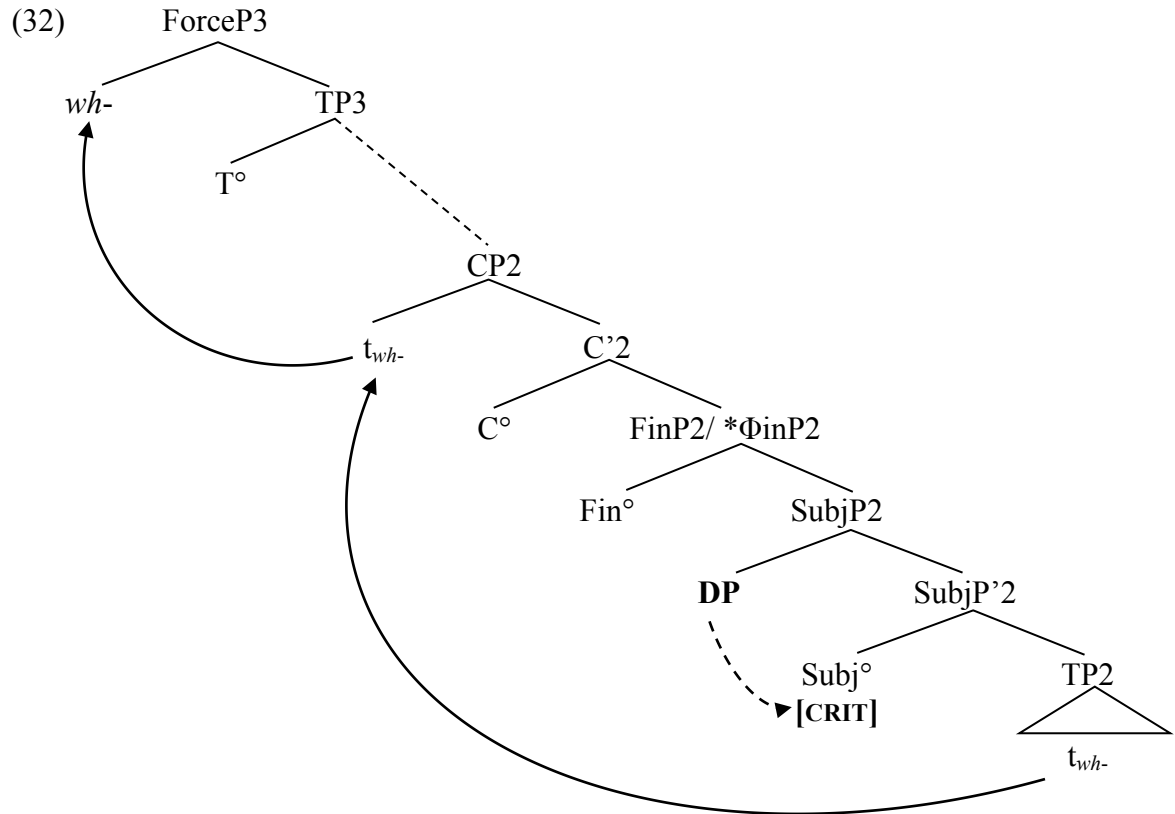 (32) ForceP3
wh- TP3
T°
CP2
t wh- C’2
C° FinP2/ *ΦinP2
Fin° SubjP2
DP SubjP’2
Subj° TP2
[CRIT]
t wh-